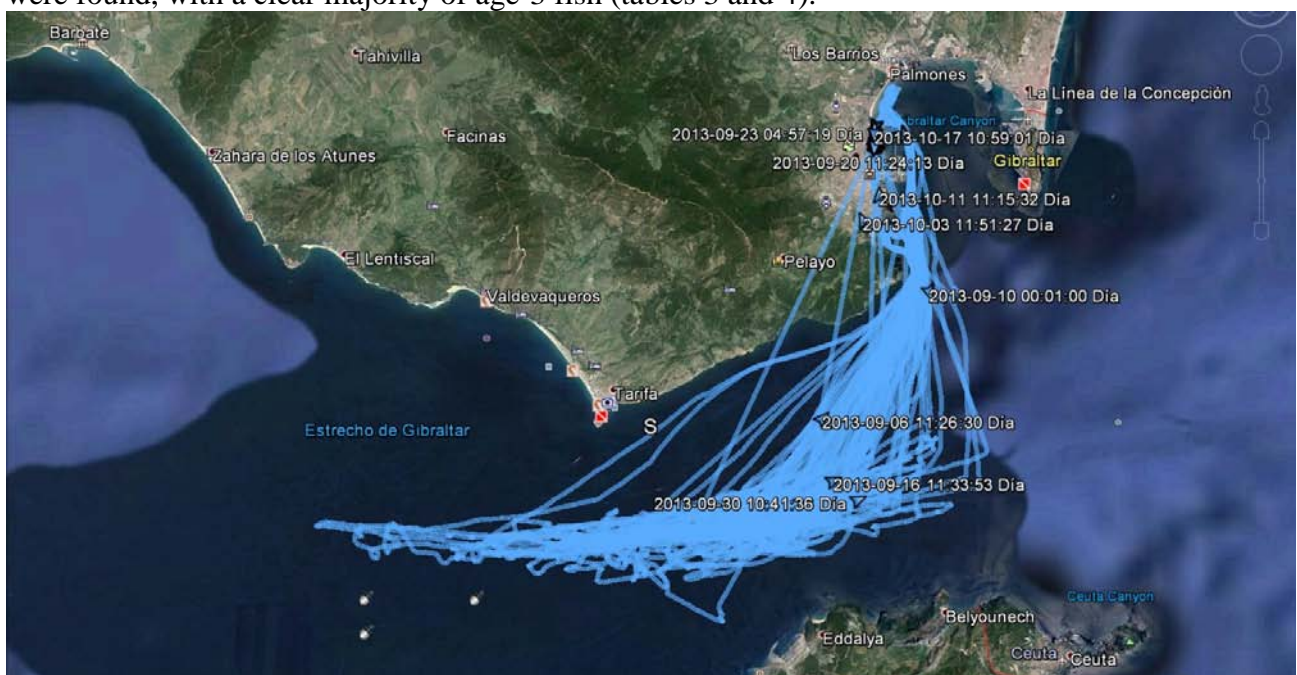 were found, with a clear majority of age-3 fish (tables 3 and 4).
Barbate
Tahivilla
Los Barrios
Palmones
La Línea de la Concepción
Facinas
2013-09-23 04:57:19 Día
2013-10-17 10:59:01 Día
Zahara de los Atunes
2013-09-20 11:24:13 Día
Gibraltar
2013-10-11 11:15:32 Día
2013-10-03 11:51:27 Día
El Lentiscal
Pelayo
Valdevaqueros
2013-09-10 00:01:00 Día
Tarifa
2013-09-06 11:26:30 Día
Estrecho de Gibraltar
S
2013-09-16 11:33:53 Día
2013-09-30 10:41:36 Día
Ceuta Canyon
Belyounech
Eddalya
Ceuta
Ceuta